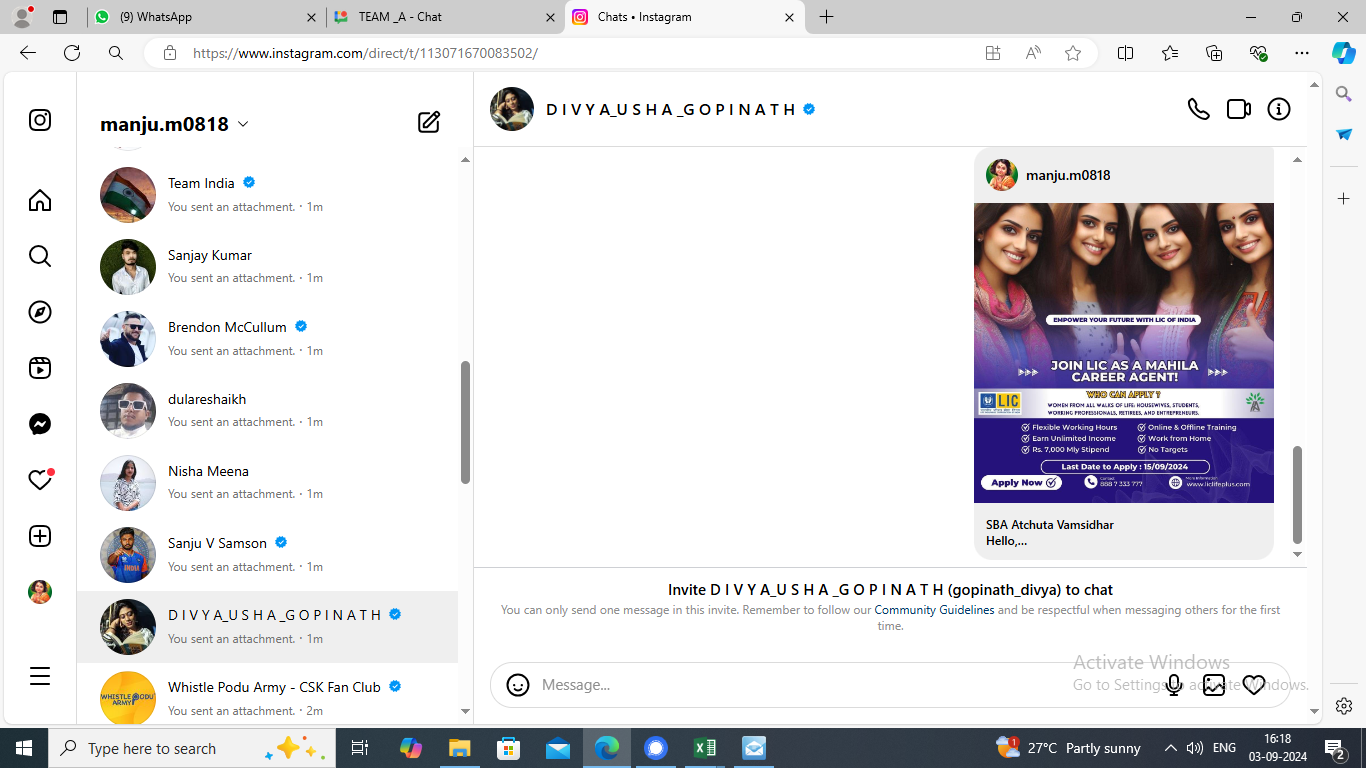 (9) WhatsApp
TEAM _A - Chat
Chats • Instagram
https://www.instagram.com/direct/t/113071670083502/
manju.m0818
Team India
You sent an attachment. · 1m
Sanjay Kumar
You sent an attachment. · 1m
Brendon McCullum
You sent an attachment. · 1m
dulareshaikh
You sent an attachment. · 1m
Nisha Meena
You sent an attachment. · 1m
Sanju V Samson
You sent an attachment. · 1m
D I V Y A_U S H A _G O P I N A T H
You sent an attachment. · 1m
WHISTLE PODU
ARMY
Whistle Podu Army - CSK Fan Club
You sent an attachment. · 2m
D I V Y A_U S H A _G O P I N A T H
manju.m0818
EMPOWER YOUR FUTURE WITH LIC OF INDIA
JOIN LIC AS A MAHILA
CAREER AGENT!
WHO CAN APPLY ?
LIC
WOMEN FROM ALL WALKS OF LIFE: HOUSEWIVES, STUDENTS,
WORKING PROFESSIONALS, RETIREES, AND ENTREPRENEURS.
Flexible Working Hours
Online & Offline Training
Earn Unlimited Income
Work from Home
Rs. 7,000 Mly Stipend
No Targets
Last Date to Apply : 15/09/2024
Apply Now
Contact
888 7 333 777
www.liclifeplus.com
SBA Atchuta Vamsidhar
Hello,...
Invite D I V Y A_U S H A _G O P I N A T H (gopinath_divya) to chat
You can only send one message in this invite. Remember to follow our Community Guidelines and be respectful when messaging others for the first
time.
Message...
Activate Windows
Go to Settings to activate Windows.
Type here to search
1
27°C Partly sunny
ENG
16:18
03-09-2024
2